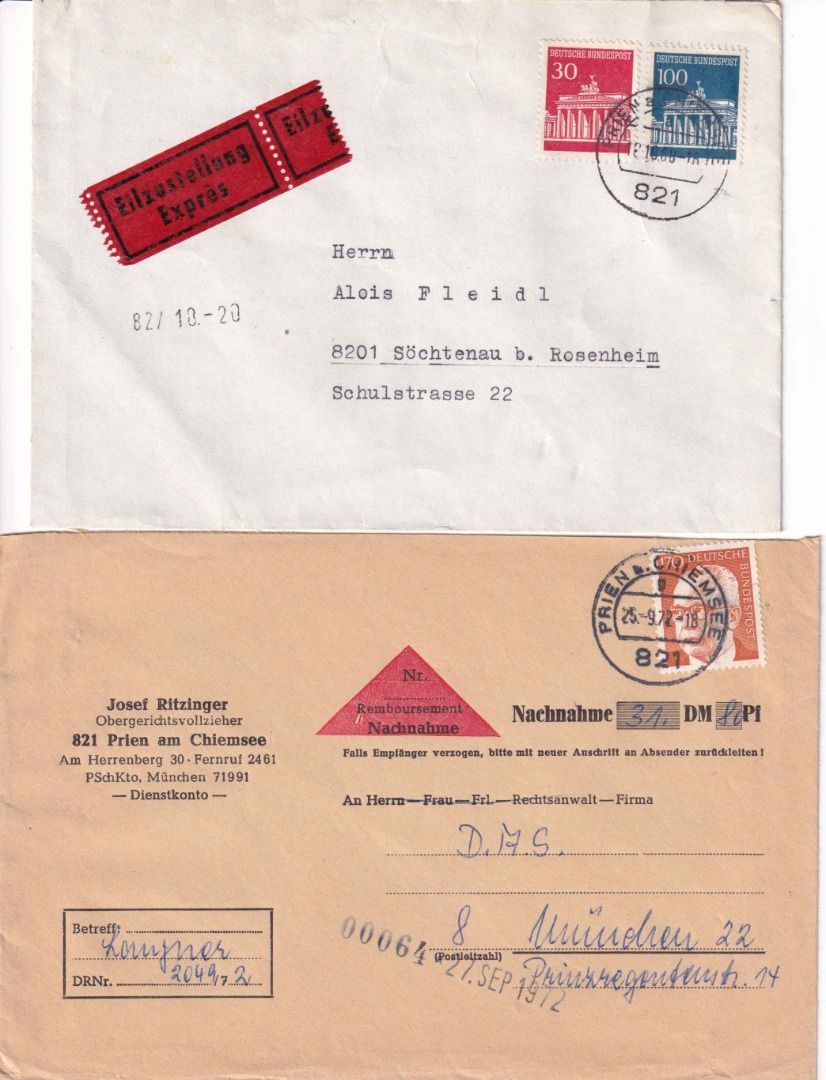 DEUTSCHE BUNDESPOST
30
DEUTSCHE BUNDESPOST
100
PRIEN a.
821
Eilzustellung
Exprès
Eilzu
E
Herrn
Alois Fleidl
82/ 10.-20
8201 Söchtenau b. Rosenheim
Schulstrasse 22
170 DEUTSCHE BUNDESPOST
PRIEN a. CHIEMSEE
g
25.-9.72-18
821
Nr.
Remboursement
Nachnahme
Josef Ritzinger
Obergerichtsvollzieher
821 Prien am Chiemsee
Am Herrenberg 30 · Fernruf 2461
PSchKto, München 71991
— Dienstkonto —
Nachnahme 31. DM 80 Pf
Falls Empfänger verzogen, bitte mit neuer Anschrift an Absender zurückleiten!
An Herrn—Frau—Frl.—Rechtsanwalt—Firma
D.A.S.
8 München 22
(Postleitzahl)
Prinzregentenstr. 14
00064
27. SEP 1972
Betreff:
DRNr. 2049/72